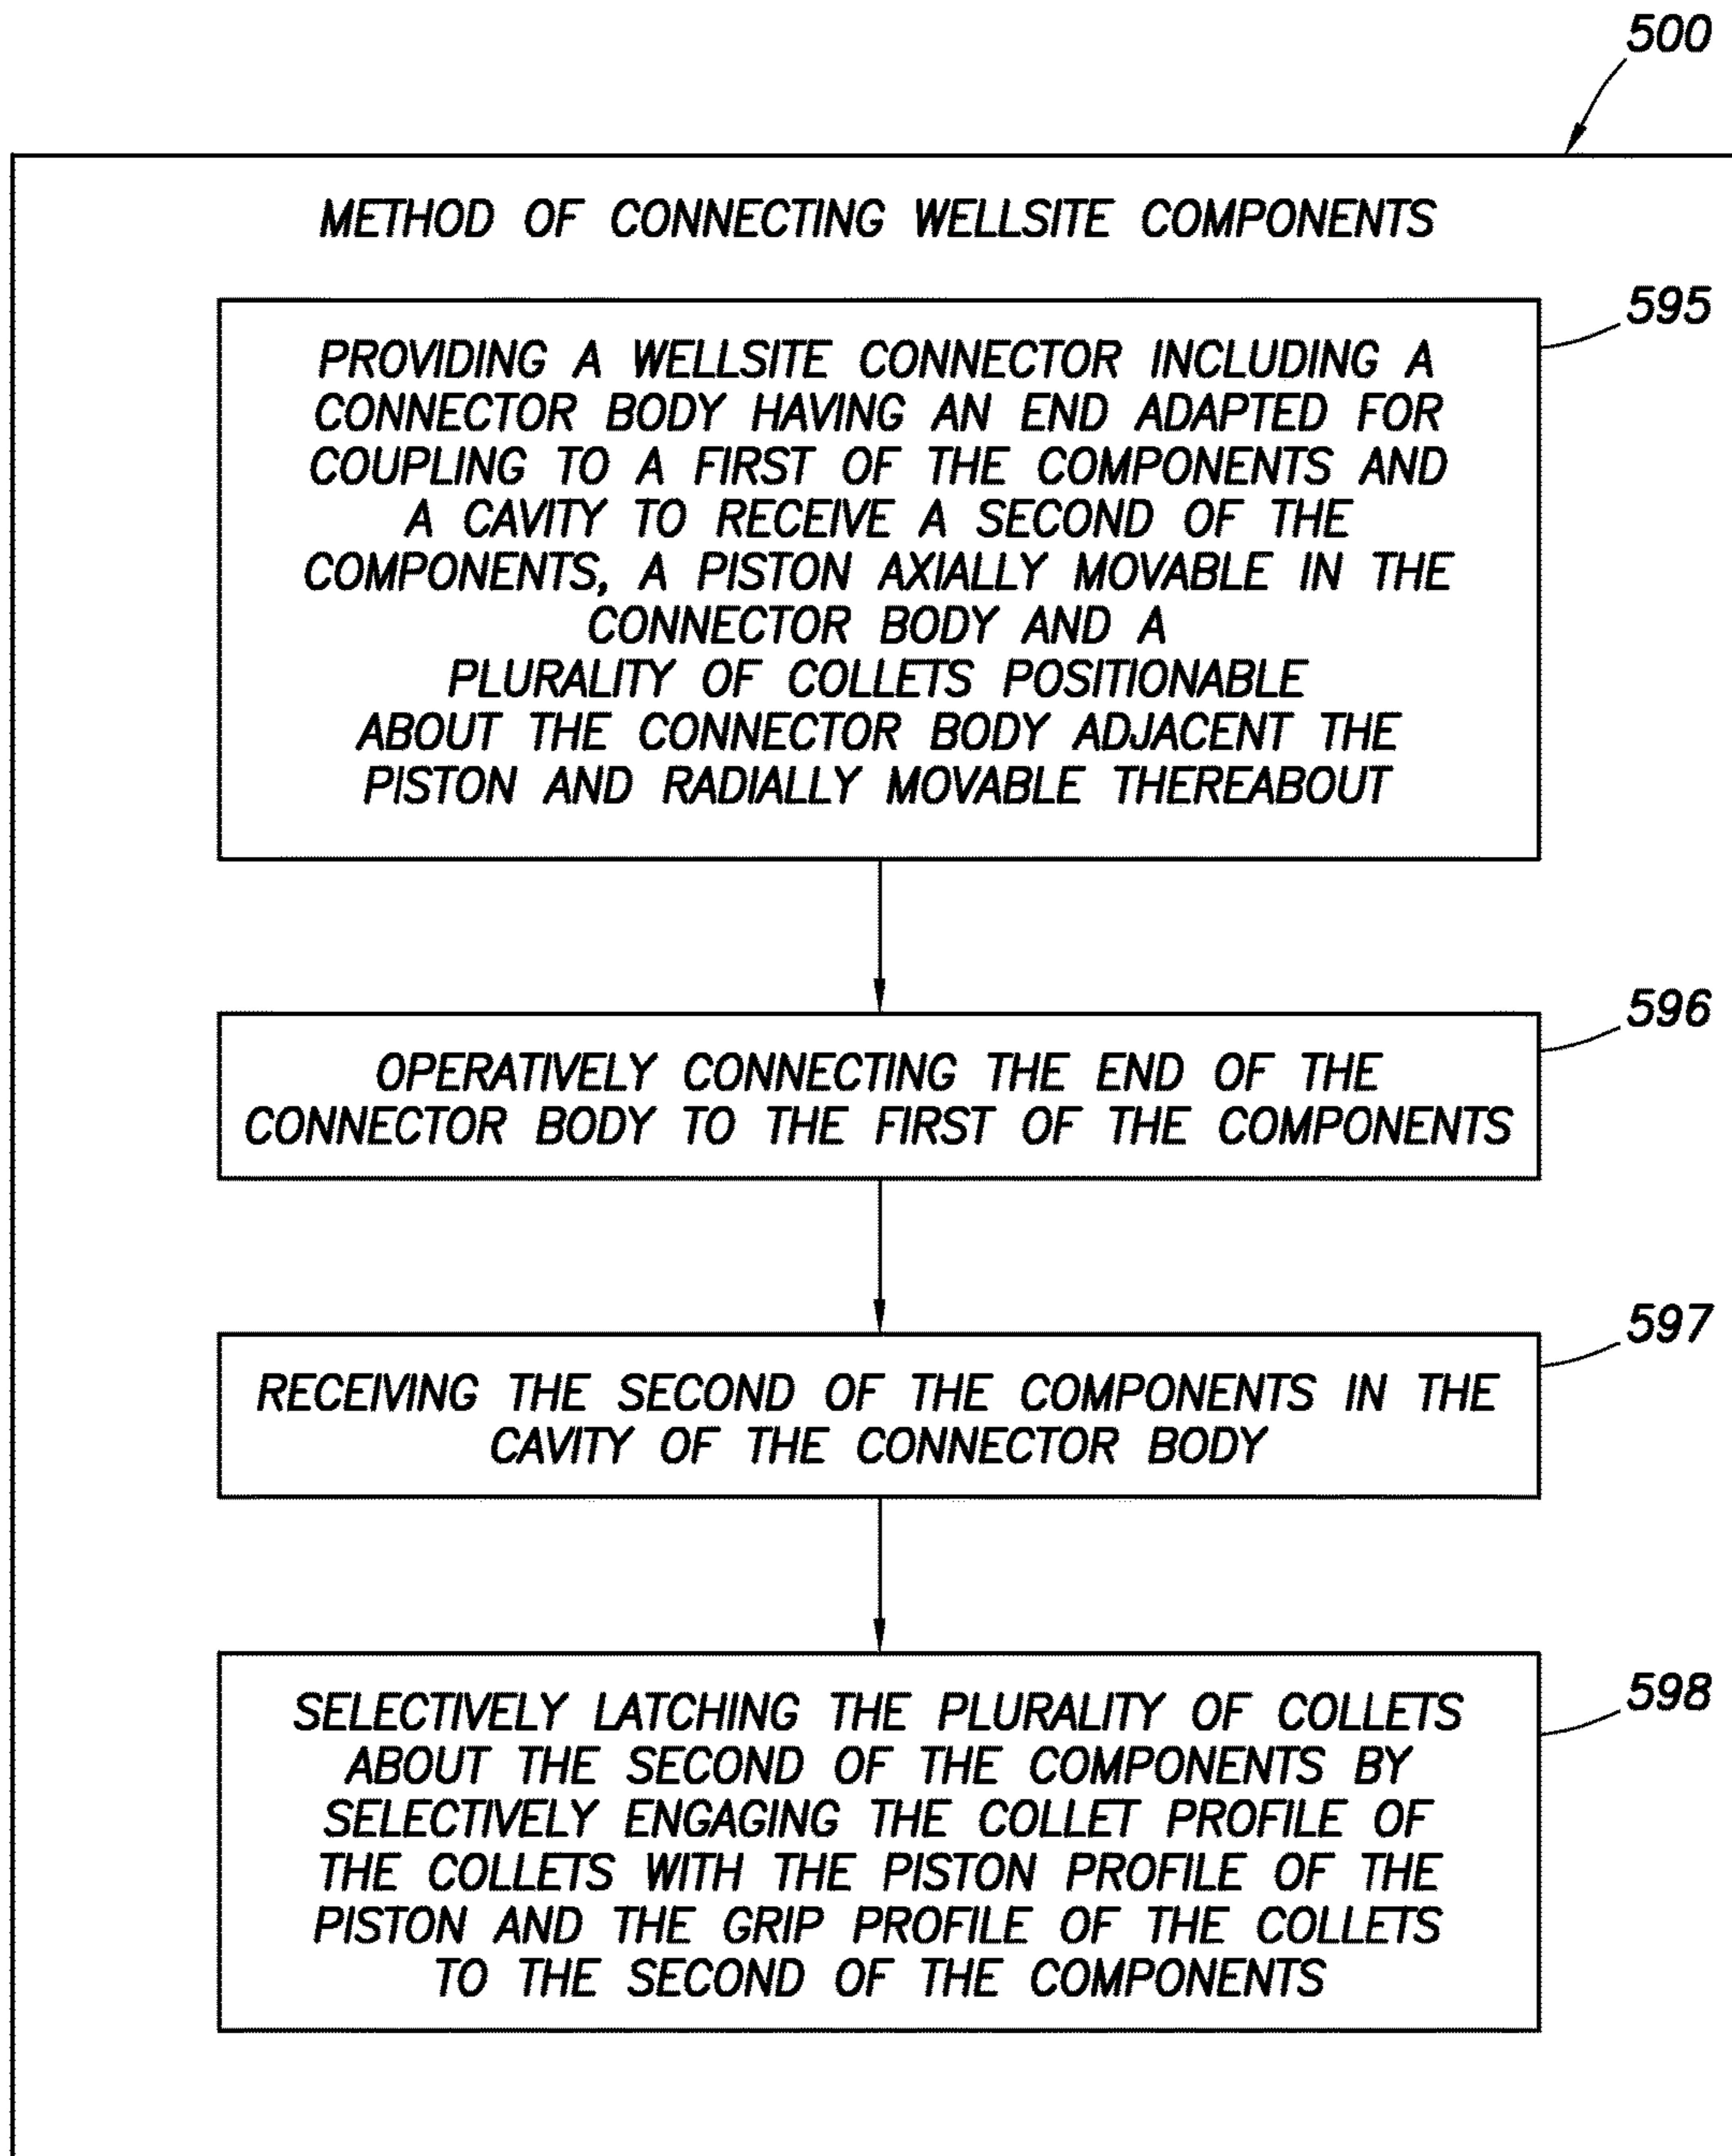 500
METHOD OF CONNECTING WELLSITE COMPONENTS
595
PROVIDING A WELLSITE CONNECTOR INCLUDING A
CONNECTOR BODY HAVING AN END ADAPTED FOR
COUPLING TO A FIRST OF THE COMPONENTS AND
A CAVITY TO RECEIVE A SECOND OF THE
COMPONENTS, A PISTON AXIALLY MOVABLE IN THE
CONNECTOR BODY AND A
PLURALITY OF COLLETS POSITIONABLE
ABOUT THE CONNECTOR BODY ADJACENT THE
PISTON AND RADIALLY MOVABLE THEREABOUT
596
OPERATIVELY CONNECTING THE END OF THE
CONNECTOR BODY TO THE FIRST OF THE COMPONENTS
597
RECEIVING THE SECOND OF THE COMPONENTS IN THE
CAVITY OF THE CONNECTOR BODY
598
SELECTIVELY LATCHING THE PLURALITY OF COLLETS
ABOUT THE SECOND OF THE COMPONENTS BY
SELECTIVELY ENGAGING THE COLLET PROFILE OF
THE COLLETS WITH THE PISTON PROFILE OF THE
PISTON AND THE GRIP PROFILE OF THE COLLETS
TO THE SECOND OF THE COMPONENTS